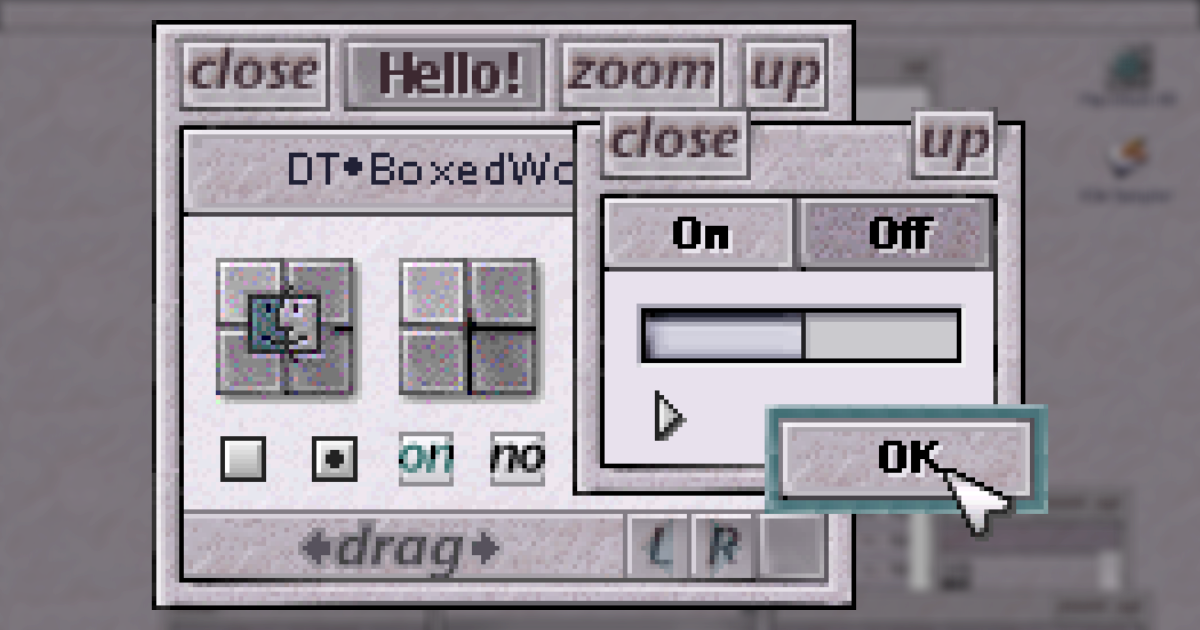 close Hello! zoom up
close up
DT•BoxedWo
On Off
on no
OK
drag L R